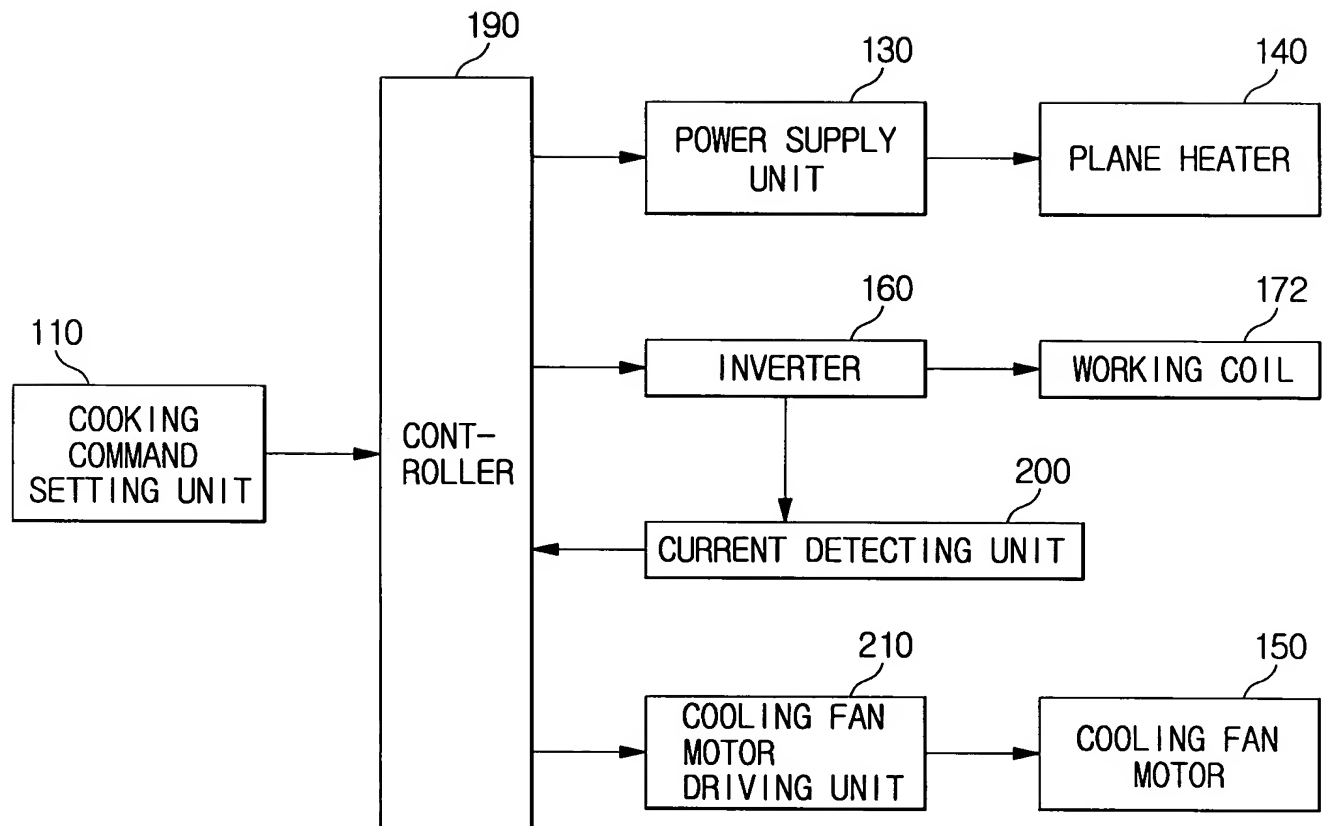 190
130
140
POWER SUPPLY
UNIT
PLANE HEATER
160
172
110
INVERTER
WORKING COIL
COOKING
COMMAND
SETTING UNIT
CONT-
ROLLER
200
CURRENT DETECTING UNIT
210
150
COOLING FAN
MOTOR
DRIVING UNIT
COOLING FAN
MOTOR